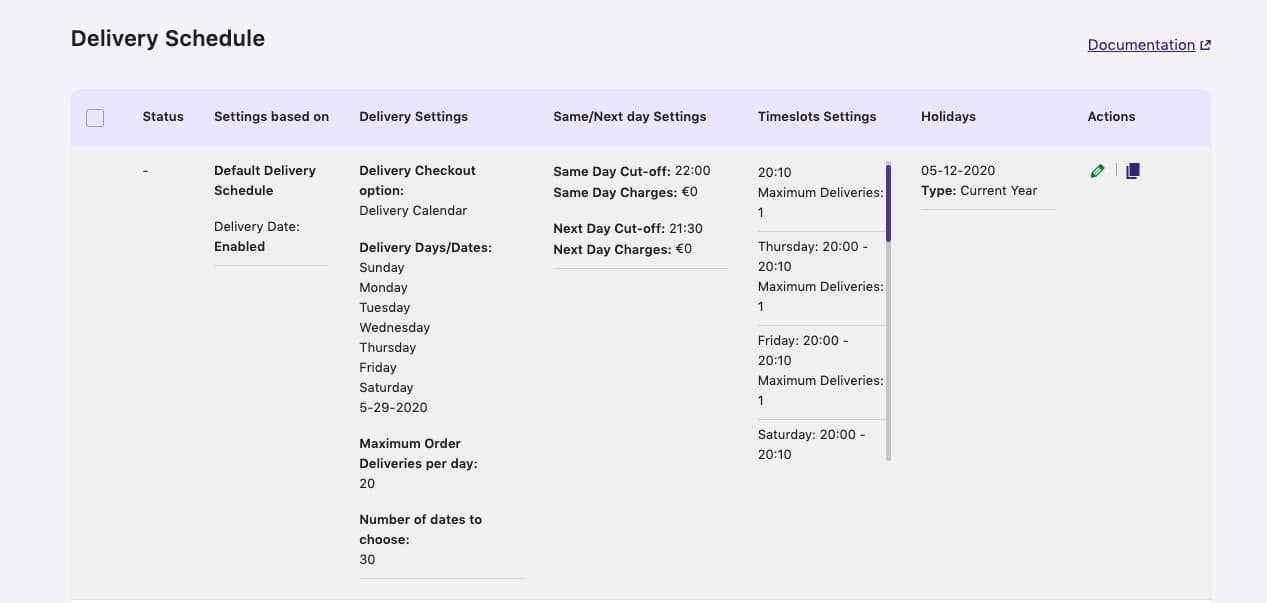 Delivery Schedule
Documentation
Status
Settings based on
Delivery Settings
Same/Next day Settings
Timeslots Settings
Holidays
Actions
-
Default Delivery
Schedule
Delivery Date:
Enabled
Delivery Checkout
option:
Delivery Calendar
Delivery Days/Dates:
Sunday
Monday
Tuesday
Wednesday
Thursday
Friday
Saturday
5-29-2020
Maximum Order
Deliveries per day:
20
Number of dates to
choose:
30
Same Day Cut-off: 22:00
Same Day Charges: €0
Next Day Cut-off: 21:30
Next Day Charges: €0
20:10
Maximum Deliveries:
1
Thursday: 20:00 -
20:10
Maximum Deliveries:
1
Friday: 20:00 -
20:10
Maximum Deliveries:
1
Saturday: 20:00 -
20:10
05-12-2020
Type: Current Year